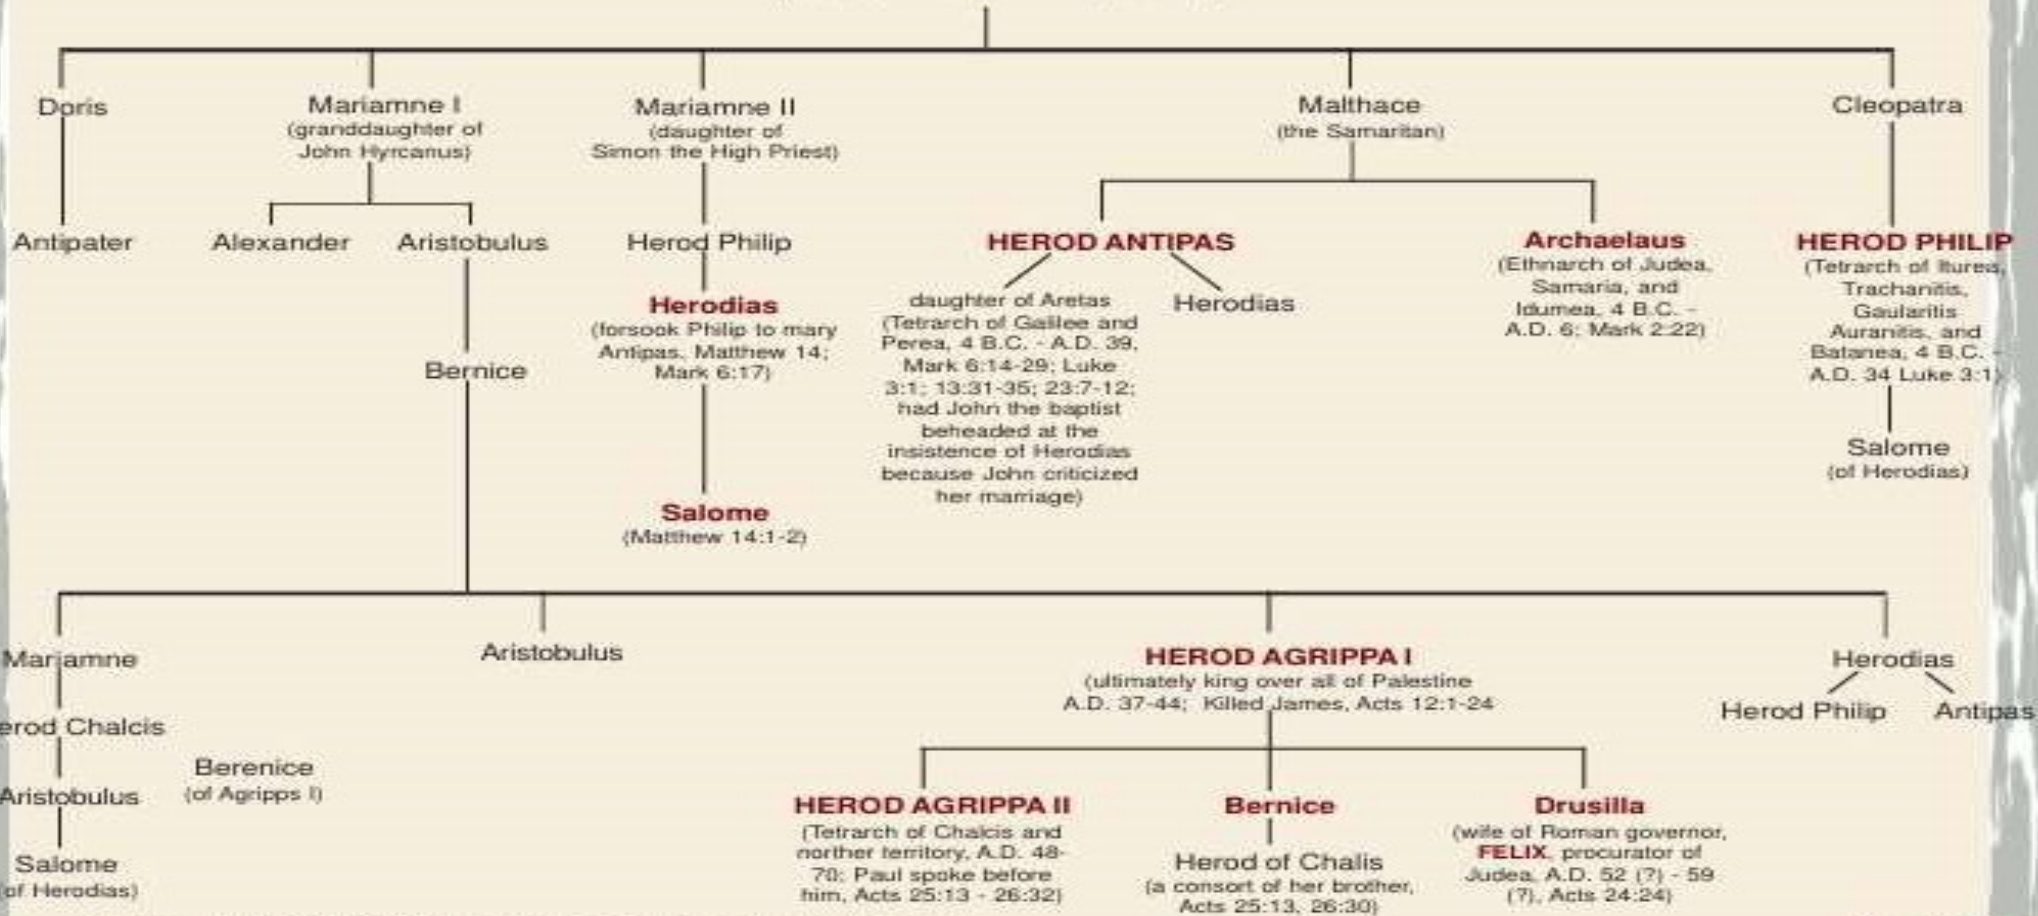 Doris
Mariamne I
(granddaughter of
John Hyrcanus)
Mariamne II
(daughter of
Simon the High Priest)
Malthace
(the Samaritan)
Cleopatra
Antipater
Alexander
Aristobulus
Herod Philip
HEROD ANTIPAS
Archaelaus
(Ethnarch of Judea,
Samaria, and
Idumea, 4 B.C. -
A.D. 6; Mark 2:22)
HEROD PHILIP
(Tetrarch of Iturea,
Trachanitis,
Gaularitis
Auranitis, and
Batanea, 4 B.C. -
A.D. 34 Luke 3:1)
Herodias
(forsook Philip to mary
Antipas, Matthew 14;
Mark 6:17)
daughter of Aretas
(Tetrarch of Galilee and
Perea, 4 B.C. - A.D. 39,
Mark 6:14-29; Luke
3:1; 13:31-35; 23:7-12;
had John the baptist
beheaded at the
insistence of Herodias
because John criticized
her marriage)
Herodias
Bernice
Salome
(of Herodias)
Salome
(Matthew 14:1-2)
Mariamne
Aristobulus
HEROD AGRIPPA I
(ultimately king over all of Palestine
A.D. 37-44; Killed James, Acts 12:1-24
Herodias
Herod Philip
Antipas
erod Chalcis
Berenice
(of Agripps I)
Aristobulus
HEROD AGRIPPA II
(Tetrarch of Chalcis and
norther territory, A.D. 48-
70; Paul spoke before
him, Acts 25:13 - 26:32)
Bernice
Herod of Chalis
(a consort of her brother,
Acts 25:13, 26:30)
Drusilla
(wife of Roman governor,
FELIX, procurator of
Judea, A.D. 52 (?) - 59
(?), Acts 24:24)
Salome
of Herodias)